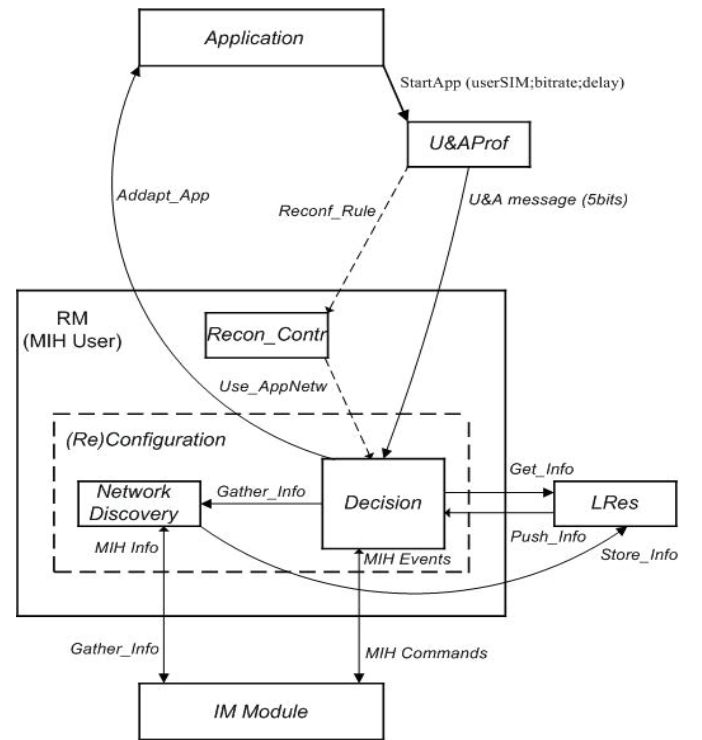 Application
StartApp (userSIM;bitrate;delay)
U&AProf
Addapt_App
Reconf_Rule
U&A message (5bits)
RM
(MIH User)
Recon_Contr
Use_AppNetw
(Re)Configuration
Network
Discovery
Gather_Info
Decision
Get_Info
LRes
Push_Info
MIH Info
MIH Events
Store_Info
Gather_Info
MIH Commands
IM Module